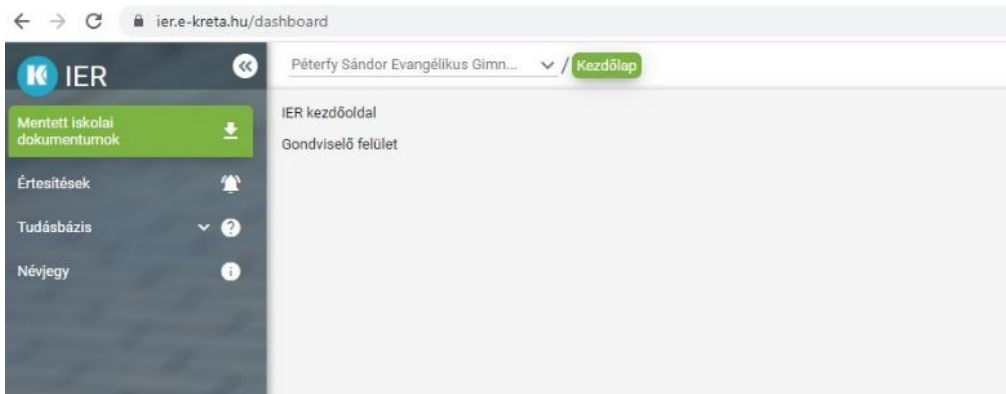 ier.e-kreta.hu/dashboard
IER
Péterfy Sándor Evangélikus Gimn... / Kezdőlap
Mentett iskolai
dokumentumok
Értesítések
Tudásbázis
Névjegy
IER kezdőoldal
Gondviselő felület